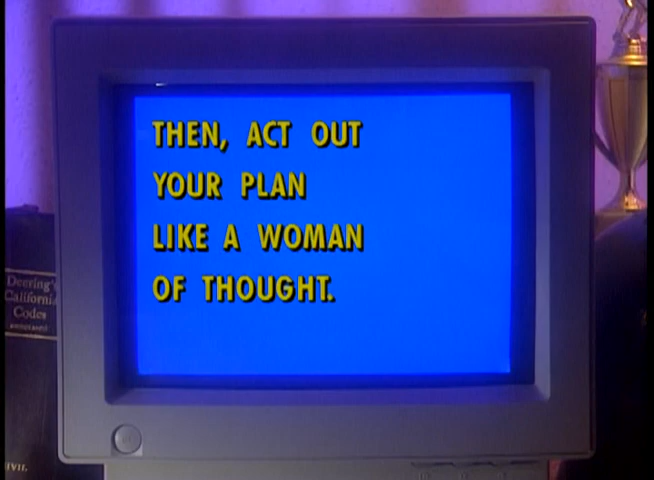 THEN, ACT OUT
YOUR PLAN
LIKE A WOMAN
OF THOUGHT.
Deering's
California
Codes